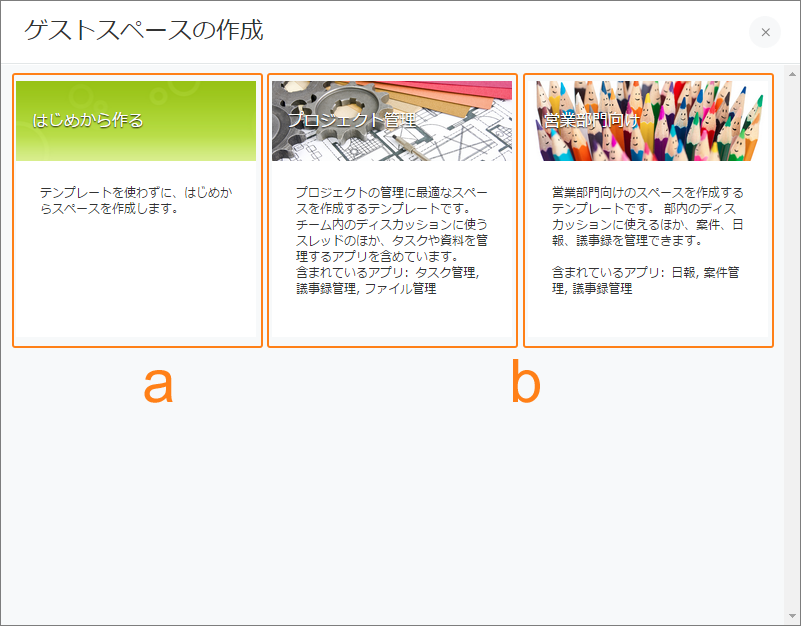 ゲストスペースの作成
はじめから作る
テンプレートを使わずに、はじめか
らスペースを作成します。
プロジェクト管理
プロジェクトの管理に最適なスペー
スを作成するテンプレートです。
チーム内のディスカッションに使う
スレッドのほか、タスクや資料を管
理するアプリを含めています。
含まれているアプリ: タスク管理,
議事録管理, ファイル管理
営業部門向け
営業部門向けのスペースを作成する
テンプレートです。 部内のディス
カッションに使えるほか、案件、日
報、議事録を管理できます。
含まれているアプリ: 日報, 案件管
理, 議事録管理
a
b